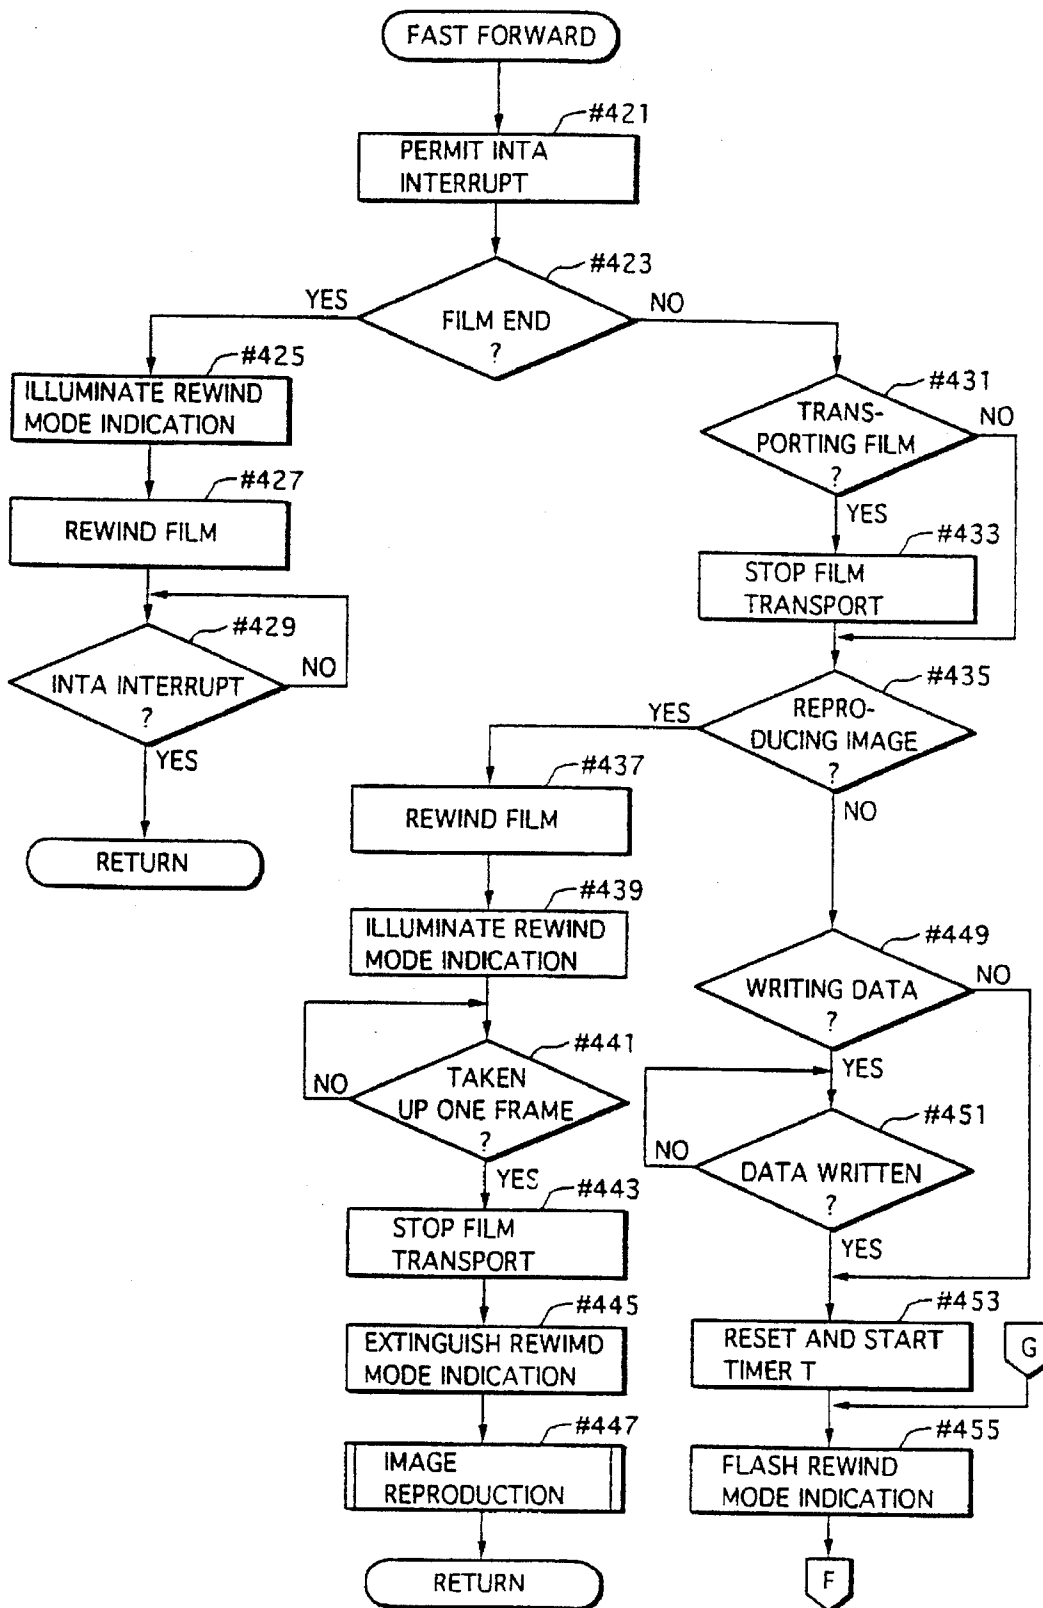 FAST FORWARD
#421
PERMIT INTA
INTERRUPT
#423
YES
NO
FILM END
?
#425
ILLUMINATE REWIND
MODE INDICATION
#431
TRANS-
PORTING FILM
?
NO
YES
#427
REWIND FILM
#433
STOP FILM
TRANSPORT
#429
INTA INTERRUPT
?
NO
YES
RETURN
#435
YES
REPRO-
DUCING IMAGE
?
NO
#437
REWIND FILM
#439
ILLUMINATE REWIND
MODE INDICATION
#449
WRITING DATA
?
NO
YES
#441
NO
TAKEN
UP ONE FRAME
?
YES
#451
NO
DATA WRITTEN
?
YES
#443
STOP FILM
TRANSPORT
#445
EXTINGUISH REWIMD
MODE INDICATION
#453
RESET AND START
TIMER T
G
#447
IMAGE
REPRODUCTION
#455
FLASH REWIND
MODE INDICATION
RETURN
F